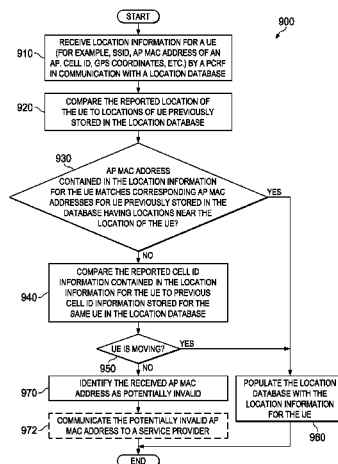 START
900
910
RECEIVE LOCATION INFORMATION FOR A UE
(FOR EXAMPLE, SSID, AP MAC ADDRESS OF AN
AP, CELL ID, GPS COORDINATES, ETC.) BY A PCRF
IN COMMUNICATION WITH A LOCATION DATABASE
920
COMPARE THE REPORTED LOCATION OF
THE UE TO LOCATIONS OF UE PREVIOUSLY
STORED IN THE LOCATION DATABASE
930
AP MAC ADDRESS
CONTAINED IN THE LOCATION INFORMATION
FOR THE UE MATCHES CORRESPONDING AP MAC
ADDRESSES FOR UE PREVIOUSLY STORED IN THE
DATABASE HAVING LOCATIONS NEAR THE
LOCATION OF THE UE?
YES
NO
940
COMPARE THE REPORTED CELL ID
INFORMATION CONTAINED IN THE LOCATION
INFORMATION FOR THE UE TO PREVIOUS
CELL ID INFORMATION STORED FOR THE
SAME UE IN THE LOCATION DATABASE
UE IS MOVING?
YES
950
NO
970
IDENTIFY THE RECEIVED AP MAC
ADDRESS AS POTENTIALLY INVALID
POPULATE THE LOCATION
DATABASE WITH THE
LOCATION INFORMATION
FOR THE UE
960
972
COMMUNICATE THE POTENTIALLY INVALID AP
MAC ADDRESS TO A SERVICE PROVIDER
END